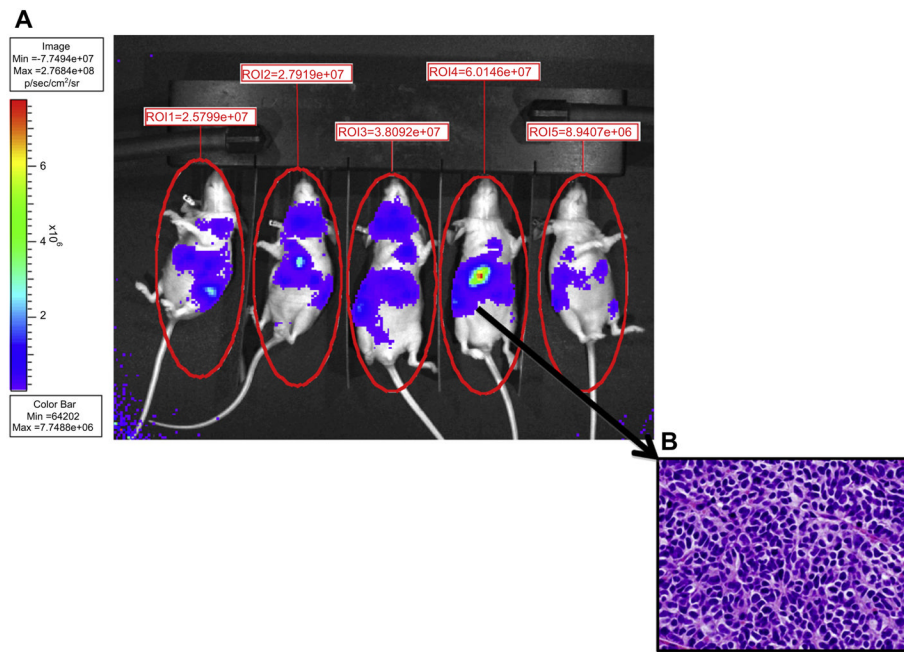 A
Image
Min =-7.7494e+07
Max =2.7684e+08
p/sec/cm²/sr
ROI1=2.5799e+07
ROI2=2.7919e+07
ROI3=3.8092e+07
ROI4=6.0146e+07
ROI5=8.9407e+06
6
4
2
x10⁶
Color Bar
Min =64202
Max =7.7488e+06
B